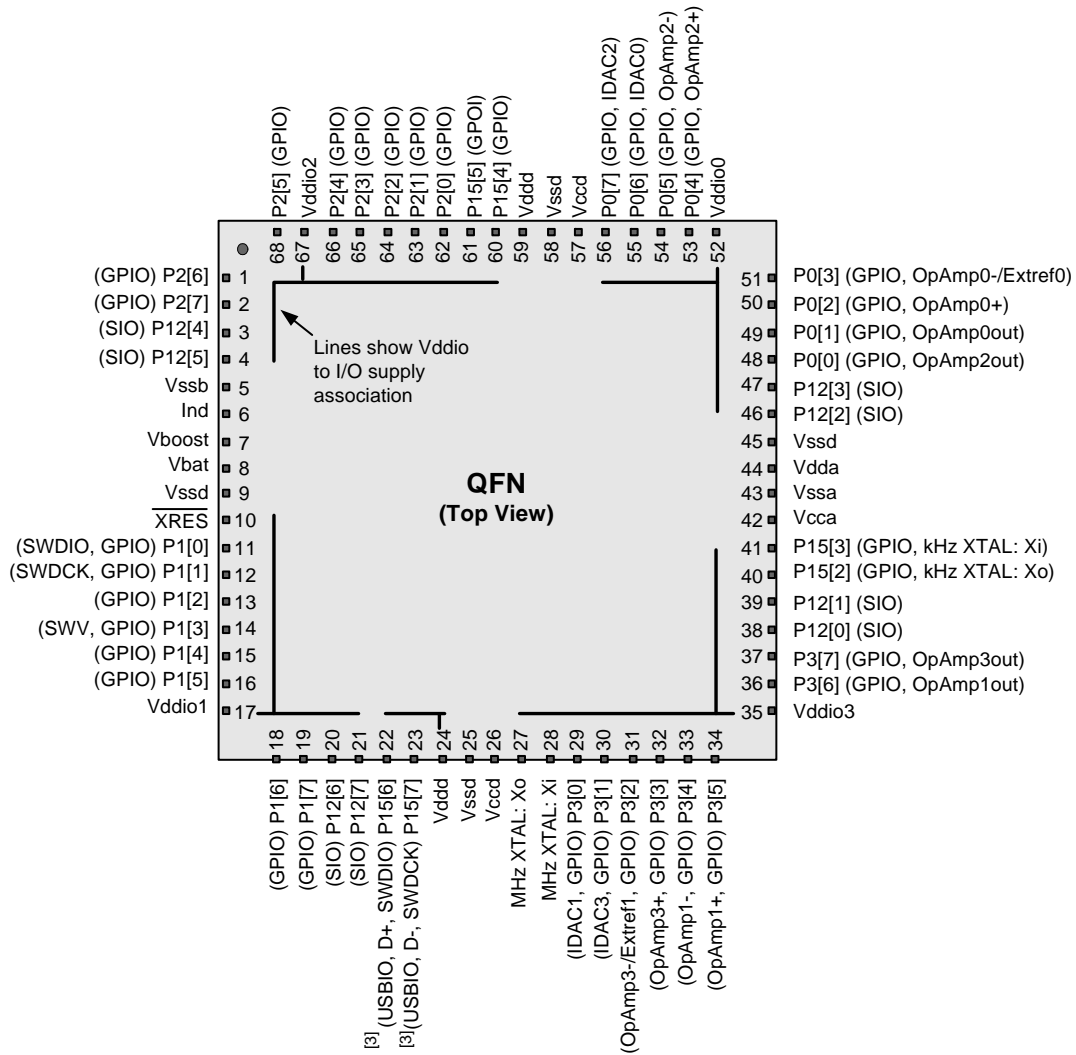 P2[5] (GPIO)
Vddio2
P2[4] (GPIO)
P2[3] (GPIO)
P2[2] (GPIO)
P2[1] (GPIO)
P2[0] (GPIO)
P15[5] (GPOI)
P15[4] (GPIO)
Vddd
Vssd
Vccd
P0[7] (GPIO, IDAC2)
P0[6] (GPIO, IDAC0)
P0[5] (GPIO, OpAmp2-)
P0[4] (GPIO, OpAmp2+)
Vddio0
68
67
66
65
64
63
62
61
60
59
58
57
56
55
54
53
52
(GPIO) P2[6] 1
(GPIO) P2[7] 2
(SIO) P12[4] 3
(SIO) P12[5] 4
Vssb 5
Ind 6
Vboost 7
Vbat 8
Vssd 9
XRES 10
(SWDIO, GPIO) P1[0] 11
(SWDCK, GPIO) P1[1] 12
(GPIO) P1[2] 13
(SWV, GPIO) P1[3] 14
(GPIO) P1[4] 15
(GPIO) P1[5] 16
Vddio1 17
Lines show Vddio
to I/O supply
association
QFN
(Top View)
51 P0[3] (GPIO, OpAmp0-/Extref0)
50 P0[2] (GPIO, OpAmp0+)
49 P0[1] (GPIO, OpAmp0out)
48 P0[0] (GPIO, OpAmp2out)
47 P12[3] (SIO)
46 P12[2] (SIO)
45 Vssd
44 Vdda
43 Vssa
42 Vcca
41 P15[3] (GPIO, kHz XTAL: Xi)
40 P15[2] (GPIO, kHz XTAL: Xo)
39 P12[1] (SIO)
38 P12[0] (SIO)
37 P3[7] (GPIO, OpAmp3out)
36 P3[6] (GPIO, OpAmp1out)
35 Vddio3
18
19
20
21
22
23
24
25
26
27
28
29
30
31
32
33
34
(GPIO) P1[6]
(GPIO) P1[7]
(SIO) P12[6]
(SIO) P12[7]
[3] (USBIO, D+, SWDIO) P15[6]
[3] (USBIO, D-, SWDCK) P15[7]
Vddd
Vssd
Vccd
MHz XTAL: Xo
MHz XTAL: Xi
(IDAC1, GPIO) P3[0]
(IDAC3, GPIO) P3[1]
(OpAmp3-/Extref1, GPIO) P3[2]
(OpAmp3+, GPIO) P3[3]
(OpAmp1-, GPIO) P3[4]
(OpAmp1+, GPIO) P3[5]